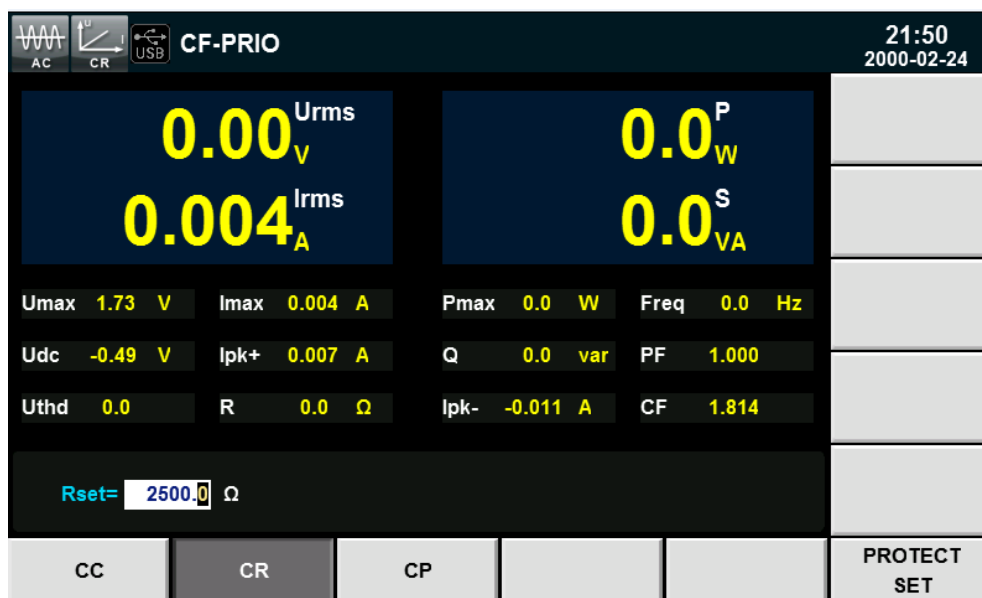 AC
U
I
CR
USB
CF-PRIO
21:50
2000-02-24
0.00 Urms V
0.0 P W
0.004 Irms A
0.0 S VA
Umax 1.73 V Imax 0.004 A Pmax 0.0 W Freq 0.0 Hz
Udc -0.49 V Ipk+ 0.007 A Q 0.0 var PF 1.000
Uthd 0.0 R 0.0 Ω Ipk- -0.011 A CF 1.814
Rset= 2500.0 Ω
CC CR CP
PROTECT
SET